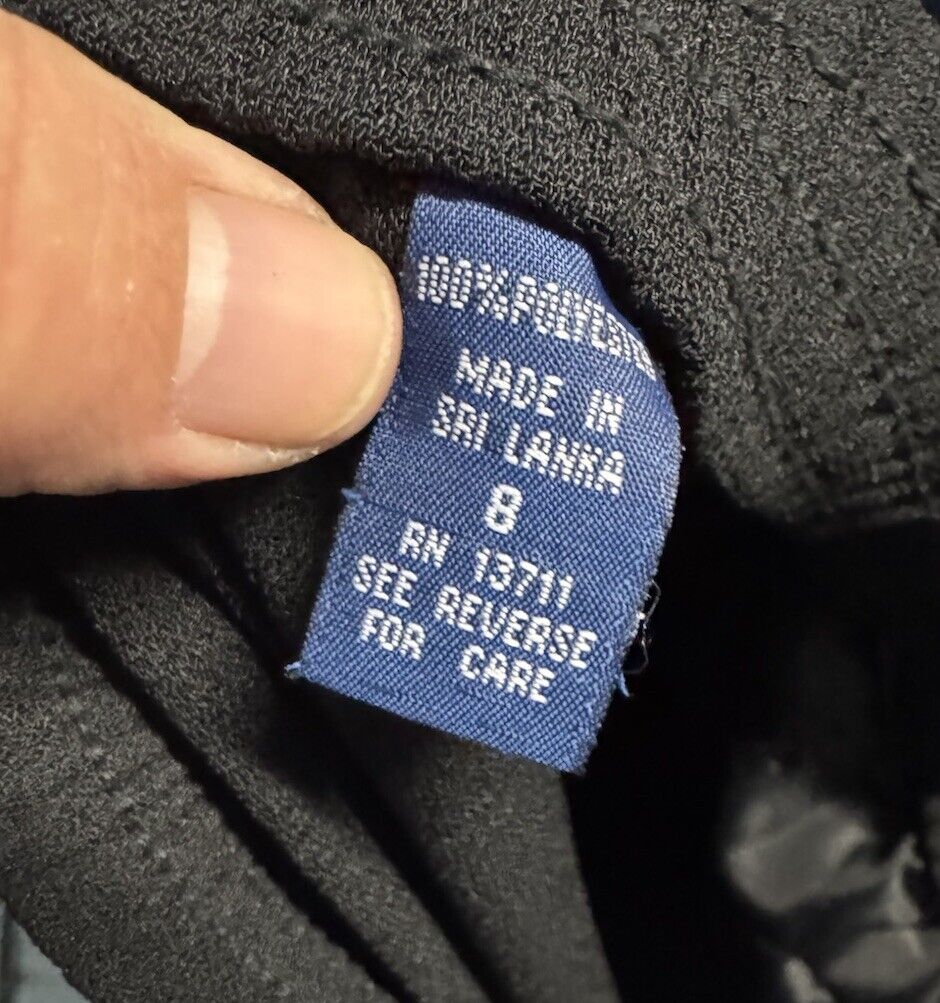 100% POLYESTER
MADE IN
SRI LANKA
8
RN 13711
SEE REVERSE
FOR CARE